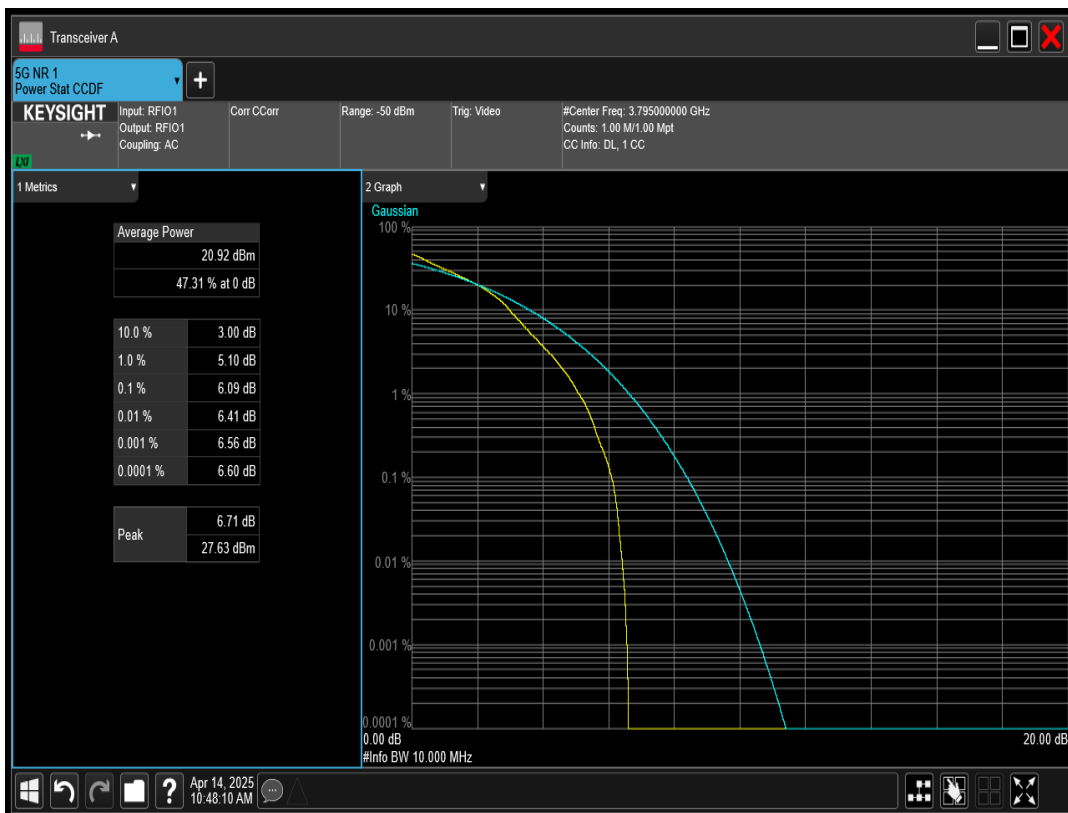 Transceiver A
5G NR 1
Power Stat CCDF
+
KEYSIGHT
LXI
Input: RFIO1
Output: RFIO1
Coupling: AC
Corr CCorr
Range: -50 dBm
Trig: Video
#Center Freq: 3.795000000 GHz
Counts: 1.00 M/1.00 Mpt
CC Info: DL, 1 CC
1 Metrics
Average Power
20.92 dBm
47.31 % at 0 dB
10.0 % 3.00 dB
1.0 % 5.10 dB
0.1 % 6.09 dB
0.01 % 6.41 dB
0.001 % 6.56 dB
0.0001 % 6.60 dB
Peak
6.71 dB
27.63 dBm
2 Graph
Gaussian
100 %
10 %
1 %
0.1 %
0.01 %
0.001 %
0.0001 %
0.00 dB 20.00 dB
#Info BW 10.000 MHz
?
Apr 14, 2025
10:48:10 AM